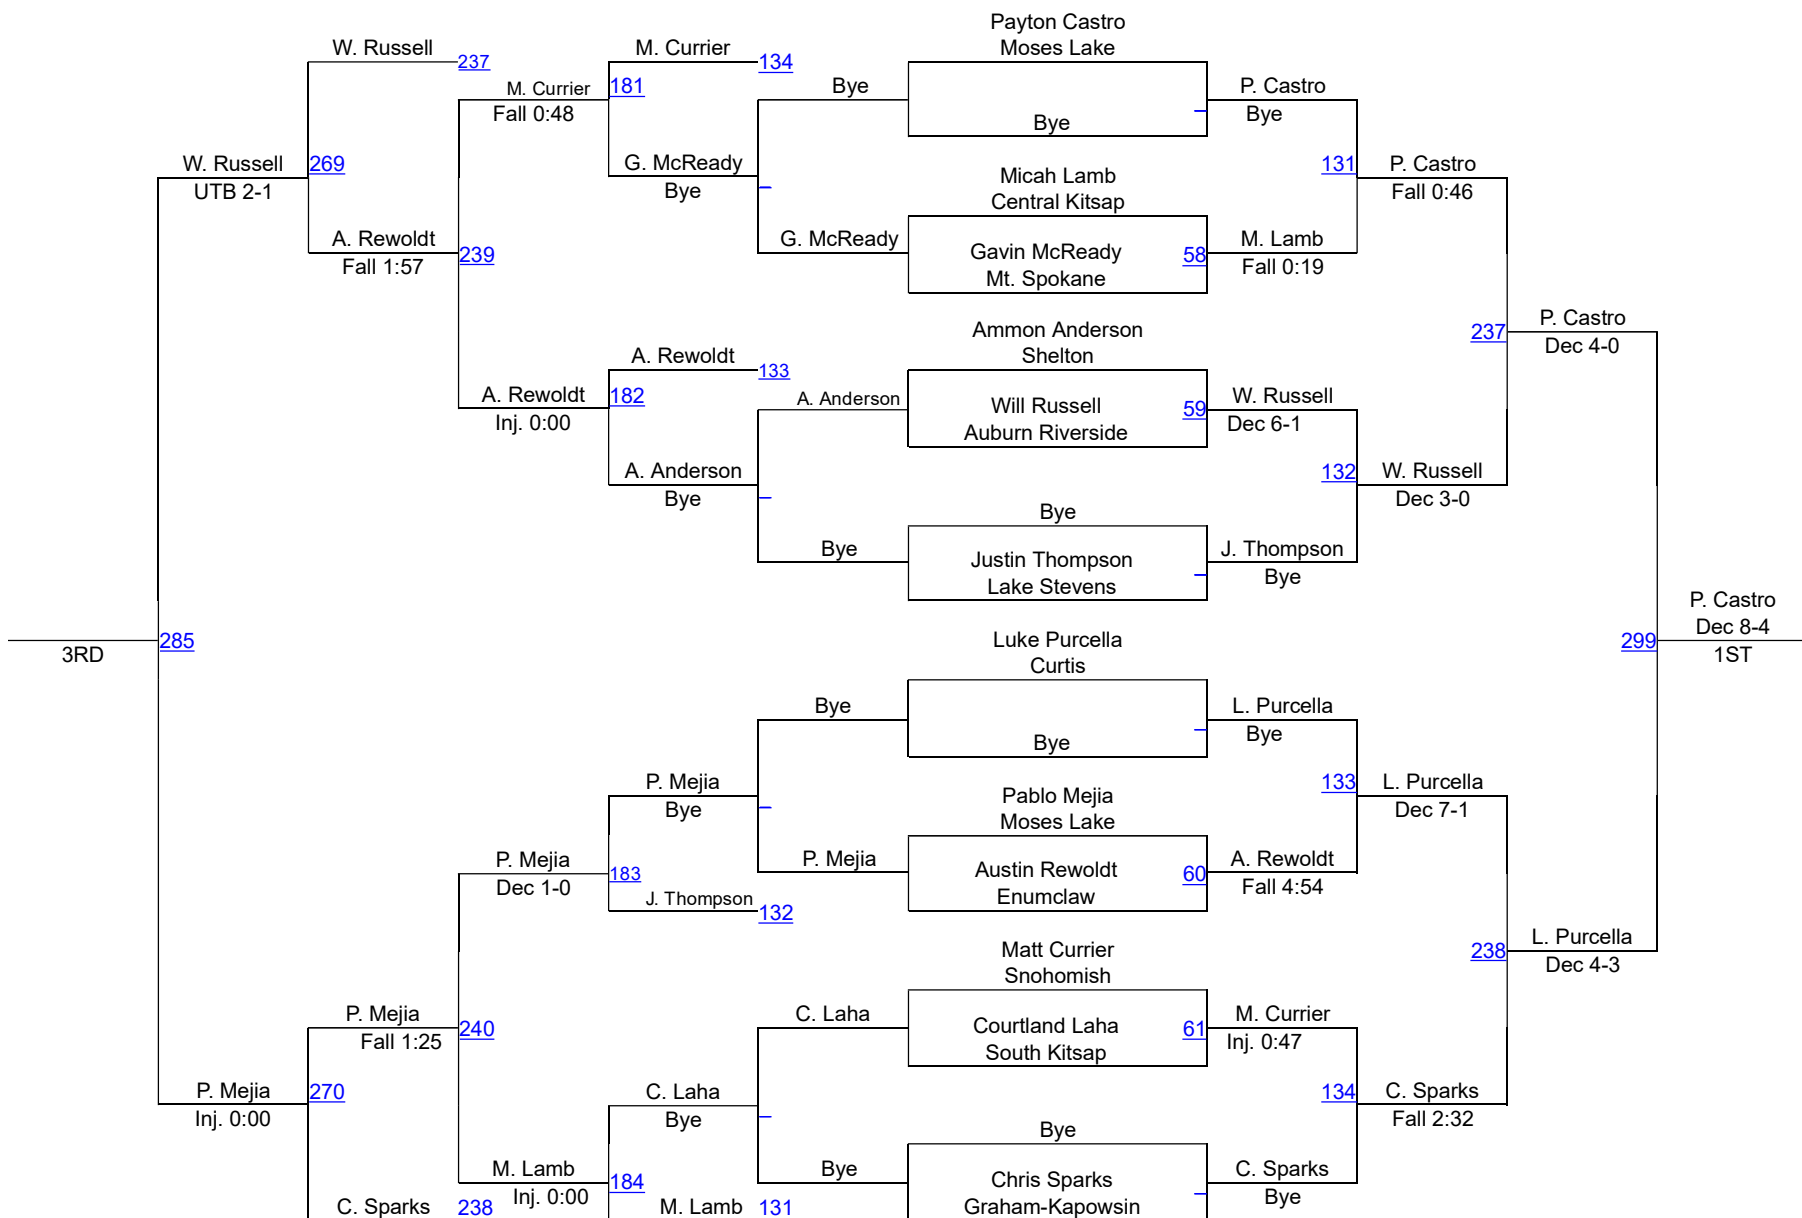 Payton Castro
W. Russell
237
M. Currier
134
Moses Lake
M. Currier
181
Bye
P. Castro
Fall 0:48
Bye
Bye
W. Russell
269
G. McReady
131
P. Castro
UTB 2-1
Bye
Micah Lamb
Fall 0:46
Central Kitsap
A. Rewoldt
G. McReady
M. Lamb
Fall 1:57
239
Gavin McReady
58
Fall 0:19
Mt. Spokane
Ammon Anderson
237
P. Castro
A. Rewoldt
133
Shelton
Dec 4-0
A. Rewoldt
182
A. Anderson
Will Russell
59
W. Russell
Inj. 0:00
Auburn Riverside
Dec 6-1
A. Anderson
132
W. Russell
Bye
Dec 3-0
Bye
Bye
Justin Thompson
J. Thompson
Lake Stevens
Bye
P. Castro
Dec 8-4
285
3RD
Luke Purcella
299
1ST
Curtis
Bye
L. Purcella
Bye
Bye
P. Mejia
133
L. Purcella
Bye
Pablo Mejia
Dec 7-1
Moses Lake
P. Mejia
183
P. Mejia
Austin Rewoldt
60
A. Rewoldt
Dec 1-0
Enumclaw
Fall 4:54
J. Thompson
132
Matt Currier
238
L. Purcella
Snohomish
Dec 4-3
P. Mejia
240
C. Laha
Courtland Laha
61
M. Currier
Fall 1:25
South Kitsap
Inj. 0:47
P. Mejia
270
C. Laha
134
C. Sparks
Inj. 0:00
Bye
Bye
Fall 2:32
M. Lamb
184
Bye
Chris Sparks
C. Sparks
Inj. 0:00
Bye
C. Sparks
238
M. Lamb
131
Graham-Kapowsin